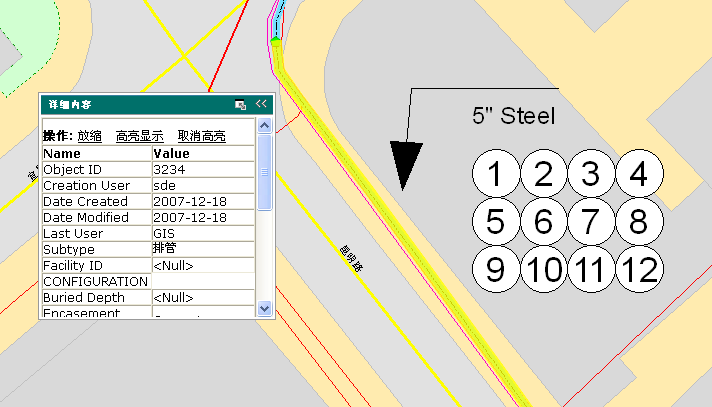 详细内容
操作: 放缩 高亮显示 取消高亮
Name Value
Object ID 3234
Creation User sde
Date Created 2007-12-18
Date Modified 2007-12-18
Last User GIS
Subtype 排管
Facility ID <Null>
CONFIGURATION
Buried Depth <Null>
Encasement
昆明路
5" Steel
1 2 3 4
5 6 7 8
9 10 11 12